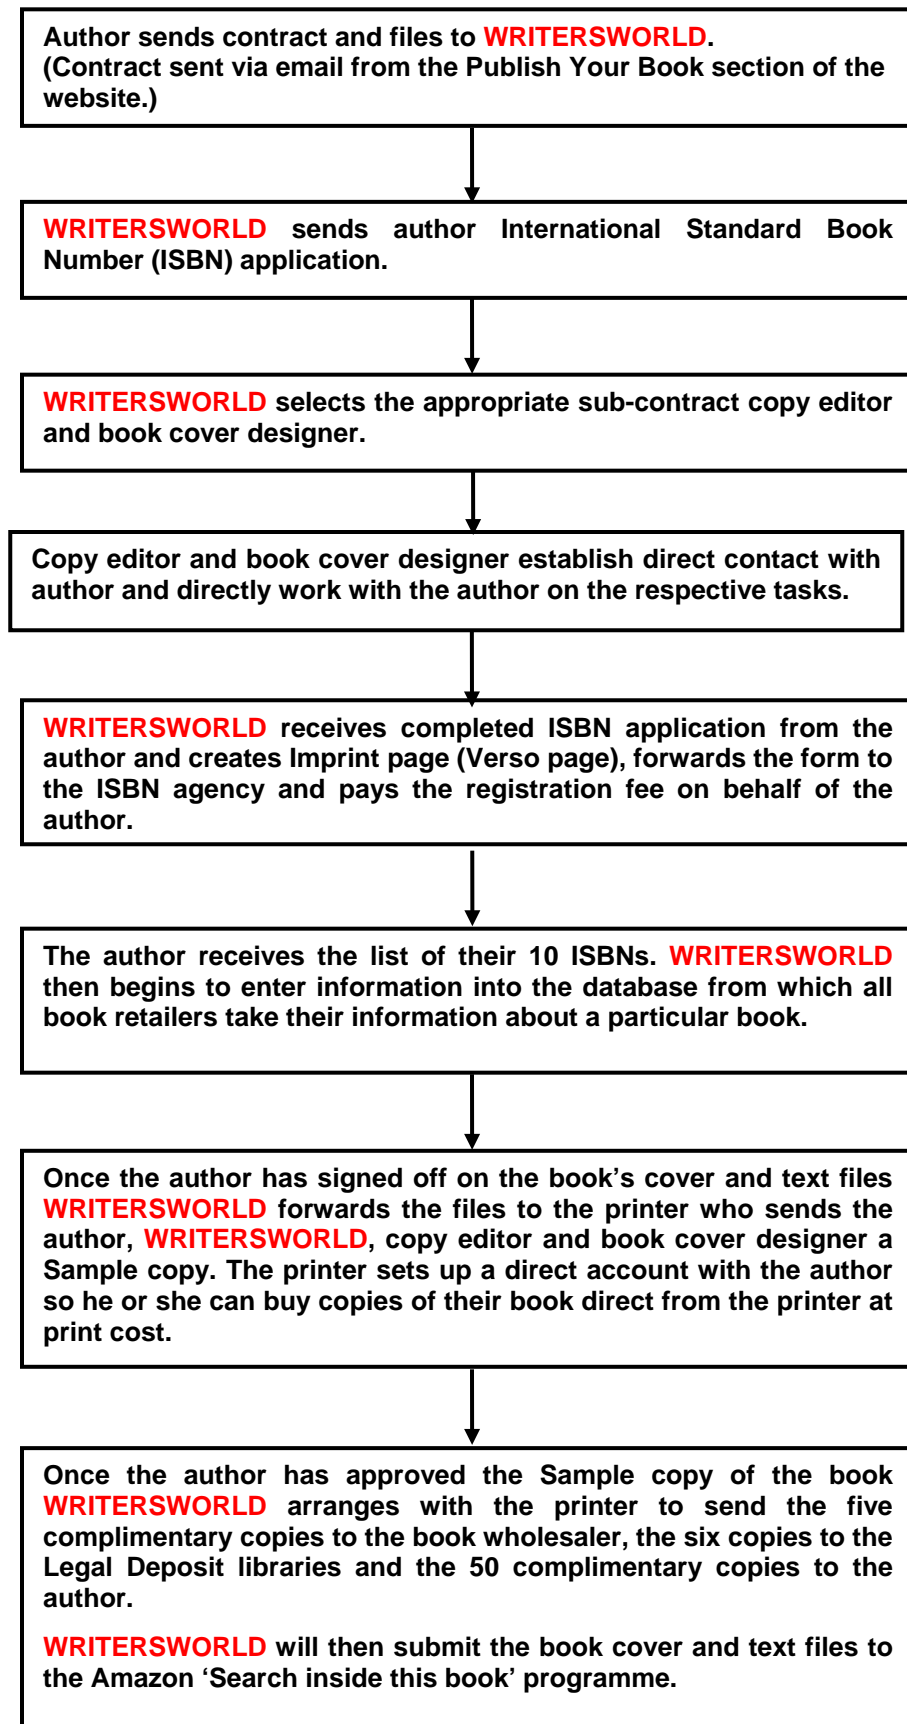 Author sends contract and files to WRITERSWORLD.
(Contract sent via email from the Publish Your Book section of the
website.)
WRITERSWORLD sends author International Standard Book
Number (ISBN) application.
WRITERSWORLD selects the appropriate sub-contract copy editor
and book cover designer.
Copy editor and book cover designer establish direct contact with
author and directly work with the author on the respective tasks.
WRITERSWORLD receives completed ISBN application from the
author and creates Imprint page (Verso page), forwards the form to
the ISBN agency and pays the registration fee on behalf of the
author.
The author receives the list of their 10 ISBNs. WRITERSWORLD
then begins to enter information into the database from which all
book retailers take their information about a particular book.
Once the author has signed off on the book’s cover and text files
WRITERSWORLD forwards the files to the printer who sends the
author, WRITERSWORLD, copy editor and book cover designer a
Sample copy. The printer sets up a direct account with the author
so he or she can buy copies of their book direct from the printer at
print cost.
Once the author has approved the Sample copy of the book
WRITERSWORLD arranges with the printer to send the five
complimentary copies to the book wholesaler, the six copies to the
Legal Deposit libraries and the 50 complimentary copies to the
author.
WRITERSWORLD will then submit the book cover and text files to
the Amazon ‘Search inside this book’ programme.